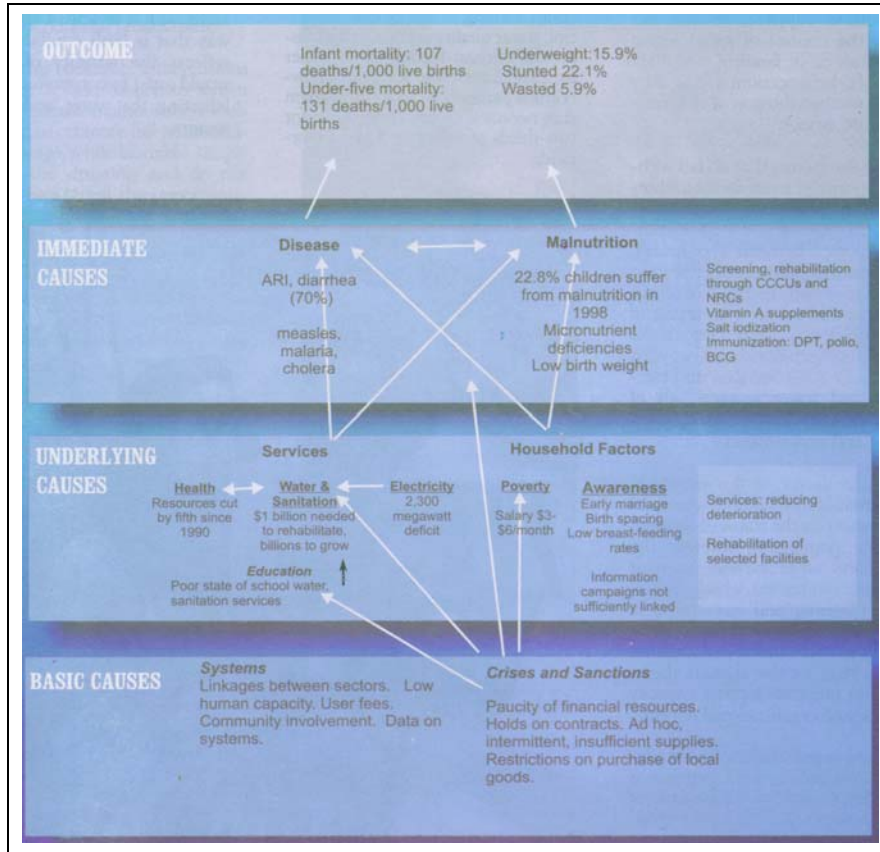 OUTCOME
Infant mortality: 107
deaths/1,000 live births
Under-five mortality:
131 deaths/1,000 live
births
Underweight:15.9%
Stunted 22.1%
Wasted 5.9%
IMMEDIATE
CAUSES
Disease
ARI, diarrhea
(70%)
measles,
malaria,
cholera
Malnutrition
22.8% children suffer
from malnutrition in
1998
Micronutrient
deficiencies
Low birth weight
Screening, rehabilitation
through CCCUs and
NRCs
Vitamin A supplements
Salt iodization
Immunization: DPT, polio,
BCG
UNDERLYING
CAUSES
Services
Health
Resources cut
by fifth since
1990
Water &
Sanitation
$1 billion needed
to rehabilitate,
billions to grow
Electricity
2,300
megawatt
deficit
Education
Poor state of school water,
sanitation services
Household Factors
Poverty
Salary $3-
$6/month
Awareness
Early marriage
Birth spacing
Low breast-feeding
rates
Information
campaigns not
sufficiently linked
Services: reducing
deterioration
Rehabilitation of
selected facilities
BASIC CAUSES
Systems
Linkages between sectors. Low
human capacity. User fees.
Community involvement. Data on
systems.
Crises and Sanctions
Paucity of financial resources.
Holds on contracts. Ad hoc,
intermittent, insufficient supplies.
Restrictions on purchase of local
goods.